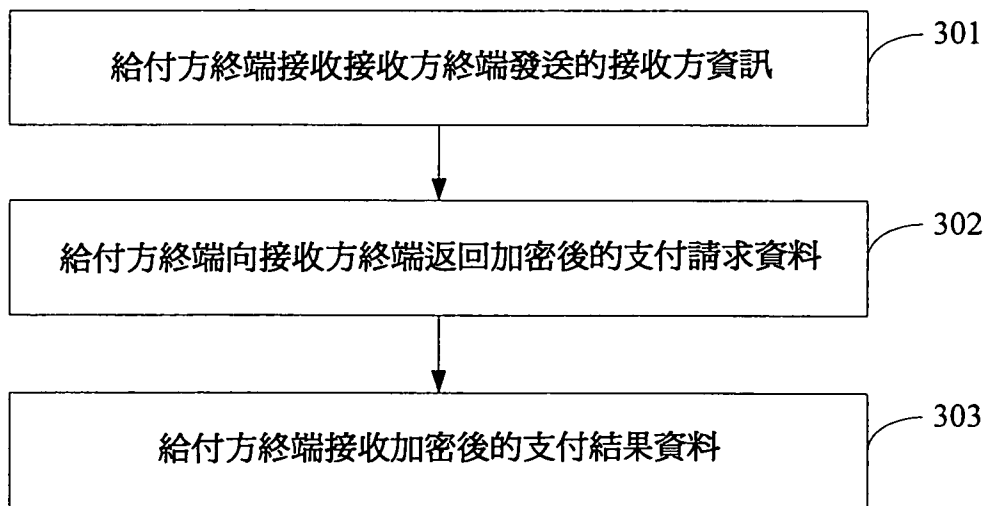 給付方終端接收接收方終端發送的接收方資訊
301
給付方終端向接收方終端返回加密後的支付請求資料
302
給付方終端接收加密後的支付結果資料
303